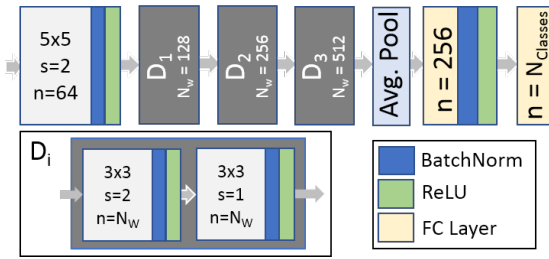 5x5
s=2
n=64
D1
Nw = 128
D2
Nw = 256
D3
Nw = 512
Avg. Pool
n = 256
n = NClasses
Di
3x3
s=2
n=NW
3x3
s=1
n=NW
BatchNorm
ReLU
FC Layer